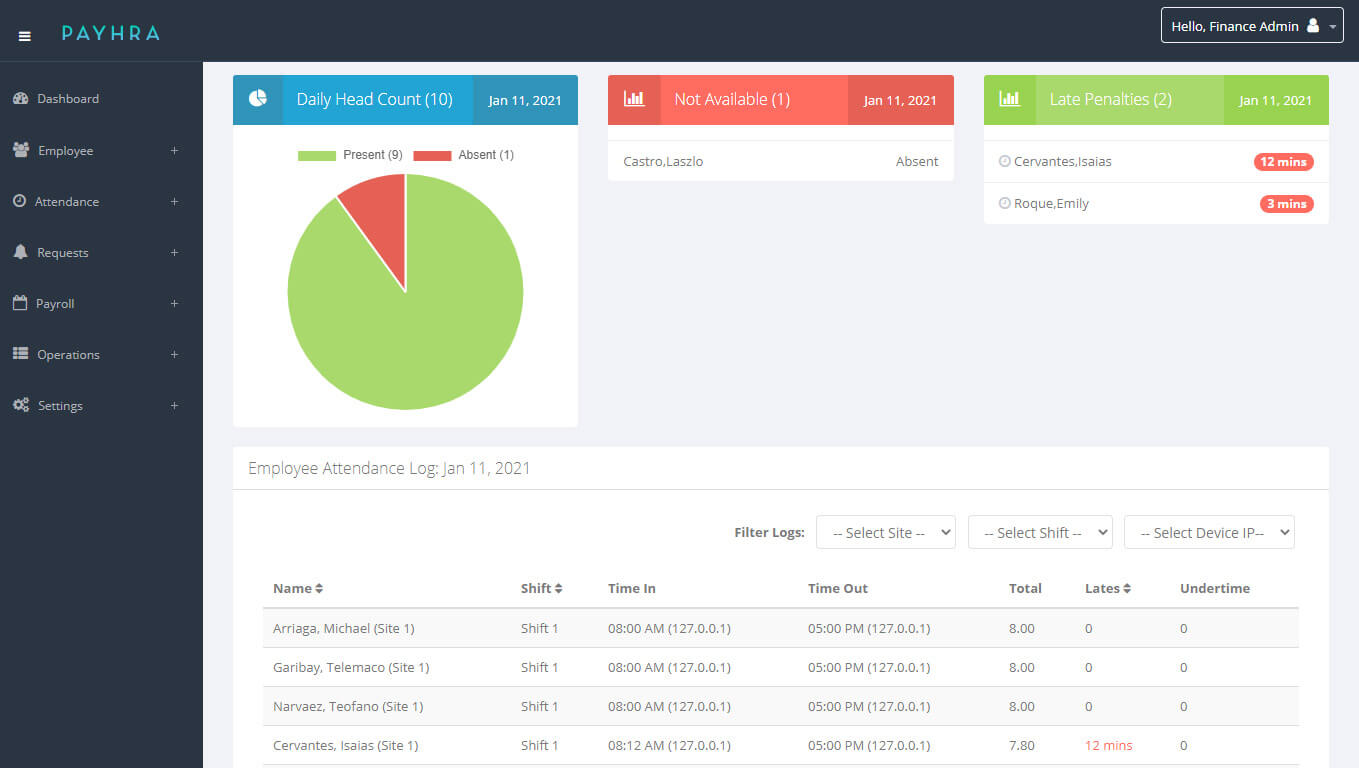 PAYHRA
Hello, Finance Admin
Dashboard
Employee +
Attendance +
Requests +
Payroll +
Operations +
Settings +
Daily Head Count (10) Jan 11, 2021
Present (9) Absent (1)
Not Available (1) Jan 11, 2021
Castro,Laszlo Absent
Late Penalties (2) Jan 11, 2021
Cervantes,Isaias 12 mins
Roque,Emily 3 mins
Employee Attendance Log: Jan 11, 2021
Filter Logs: -- Select Site -- -- Select Shift -- -- Select Device IP--
Name Shift Time In Time Out Total Lates Undertime
Arriaga, Michael (Site 1) Shift 1 08:00 AM (127.0.0.1) 05:00 PM (127.0.0.1) 8.00 0 0
Garibay, Telemaco (Site 1) Shift 1 08:00 AM (127.0.0.1) 05:00 PM (127.0.0.1) 8.00 0 0
Narvaez, Teofano (Site 1) Shift 1 08:00 AM (127.0.0.1) 05:00 PM (127.0.0.1) 8.00 0 0
Cervantes, Isaias (Site 1) Shift 1 08:12 AM (127.0.0.1) 05:00 PM (127.0.0.1) 7.80 12 mins 0